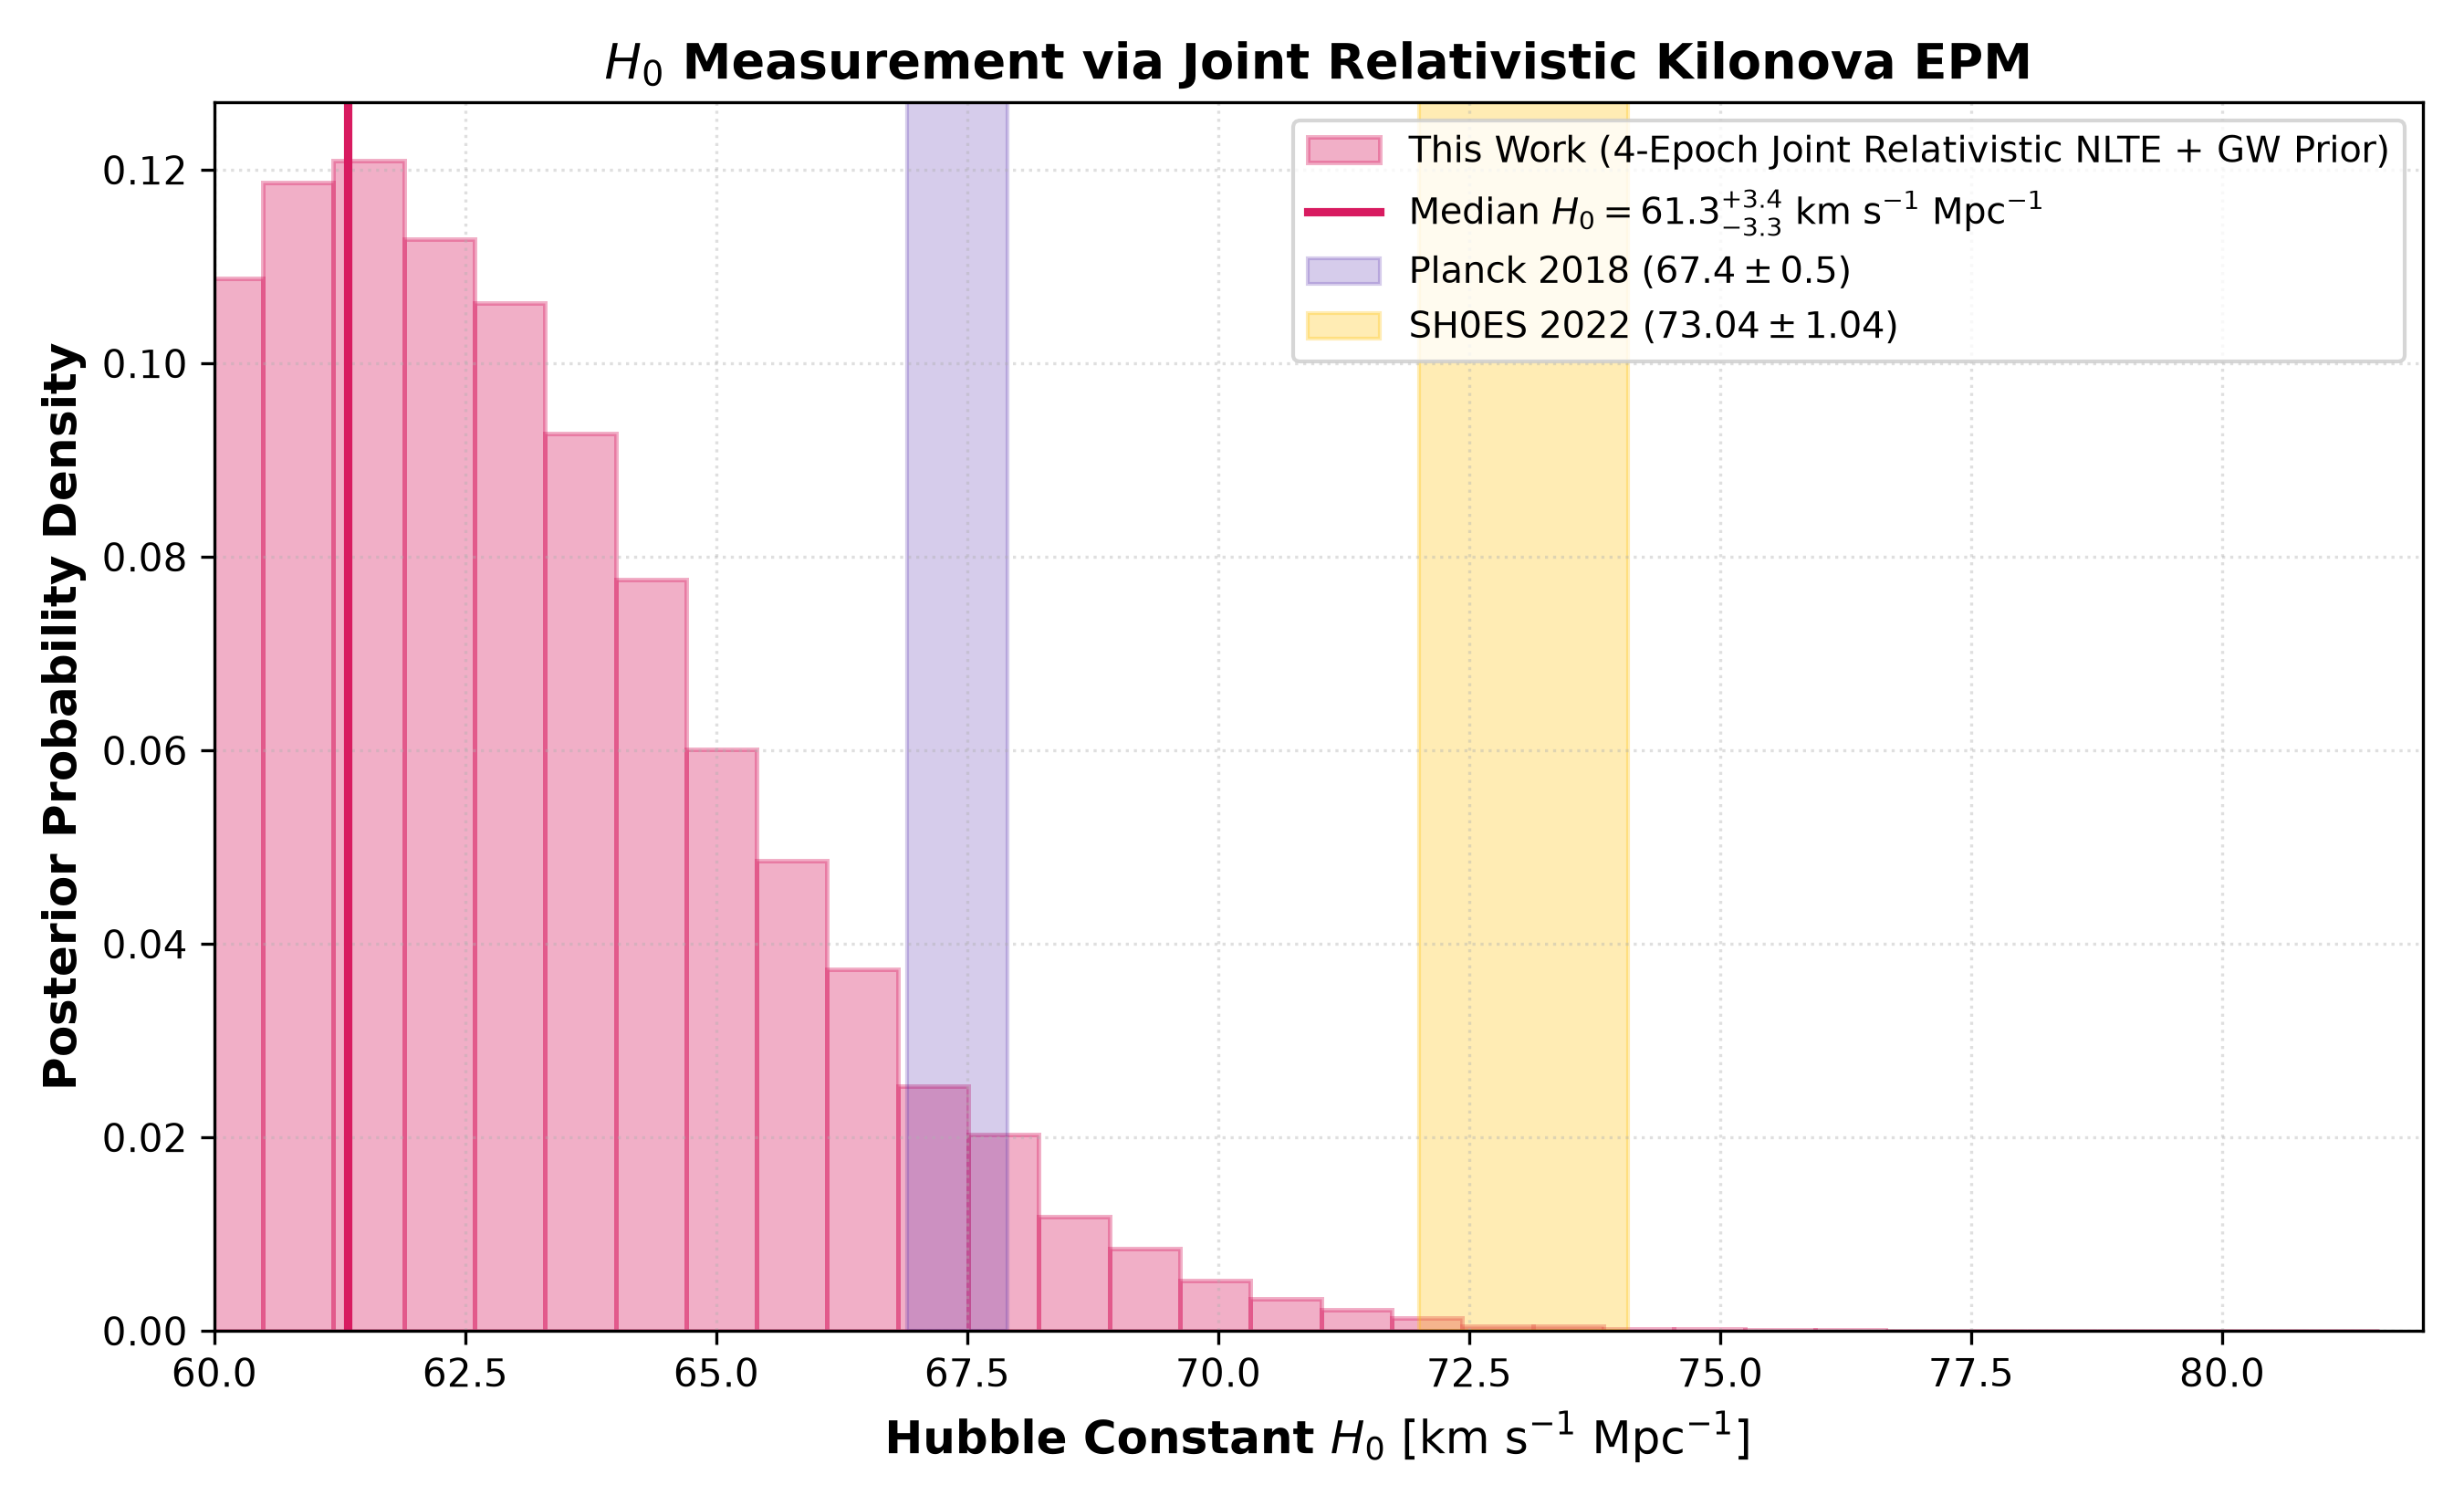 H₀ Measurement via Joint Relativistic Kilonova EPM
This Work (4-Epoch Joint Relativistic NLTE + GW Prior)
Median H₀ = 61.3 +3.4 −3.3 km s⁻¹ Mpc⁻¹
Planck 2018 (67.4 ± 0.5)
SH0ES 2022 (73.04 ± 1.04)
Posterior Probability Density
0.12
0.10
0.08
0.06
0.04
0.02
0.00
60.0 62.5 65.0 67.5 70.0 72.5 75.0 77.5 80.0
Hubble Constant H₀ [km s⁻¹ Mpc⁻¹]